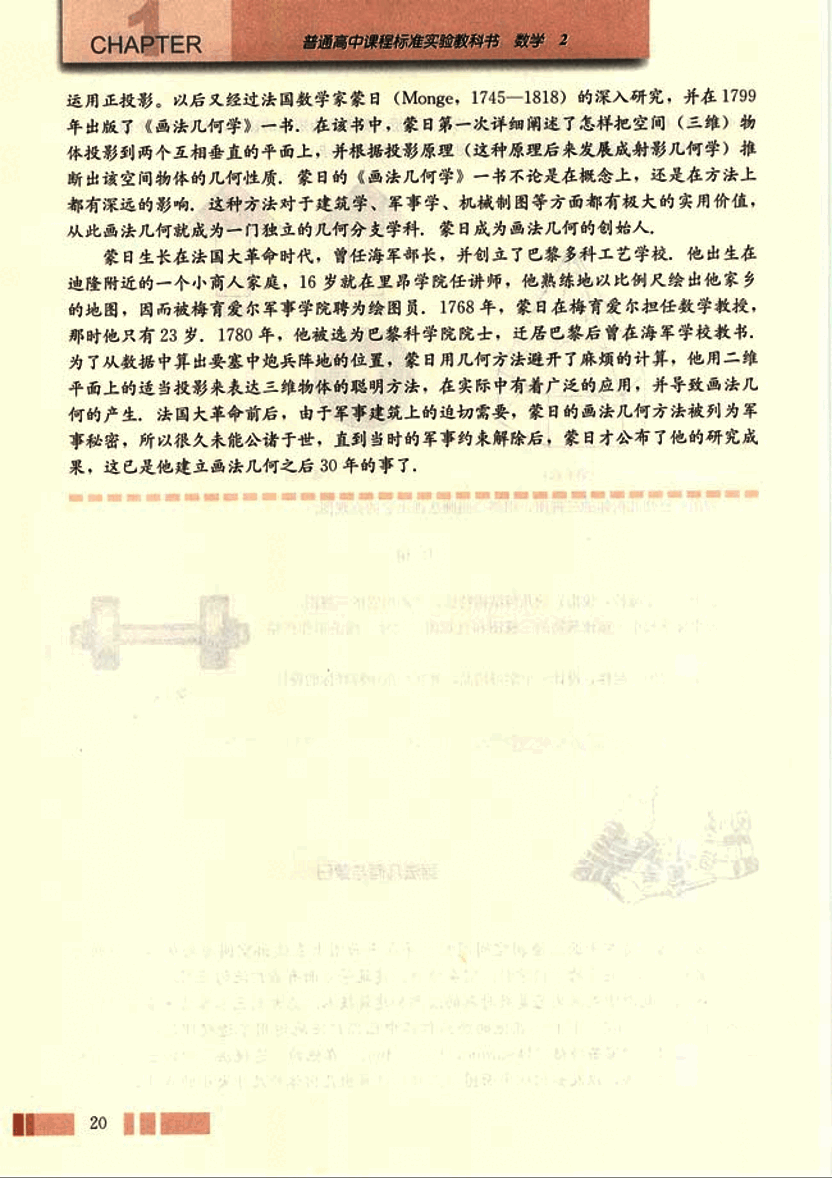 1
CHAPTER
普通高中课程标准实验教科书 数学 2
运用正投影。以后又经过法国数学家蒙日（Monge，1745—1818）的深入研究，并在1799
年出版了《画法几何学》一书．在该书中，蒙日第一次详细阐述了怎样把空间（三维）物
体投影到两个互相垂直的平面上，并根据投影原理（这种原理后来发展成射影几何学）推
断出该空间物体的几何性质．蒙日的《画法几何学》一书不论是在概念上，还是在方法上
都有深远的影响．这种方法对于建筑学、军事学、机械制图等方面都有极大的实用价值，
从此画法几何就成为一门独立的几何分支学科．蒙日成为画法几何的创始人．
蒙日生长在法国大革命时代，曾任海军部长，并创立了巴黎多科工艺学校．他出生在
迪隆附近的一个小商人家庭，16 岁就在里昂学院任讲师，他熟练地以比例尺绘出他家乡
的地图，因而被梅育爱尔军事学院聘为绘图员．1768 年，蒙日在梅育爱尔担任数学教授，
那时他只有 23 岁．1780 年，他被选为巴黎科学院院士，迁居巴黎后曾在海军学校教书．
为了从数据中算出要塞中炮兵阵地的位置，蒙日用几何方法避开了麻烦的计算，他用二维
平面上的适当投影来表达三维物体的聪明方法，在实际中有着广泛的应用，并导致画法几
何的产生．法国大革命前后，由于军事建筑上的迫切需要，蒙日的画法几何方法被列为军
事秘密，所以很久未能公诸于世，直到当时的军事约束解除后，蒙日才公布了他的研究成
果，这已是他建立画法几何之后 30 年的事了．
20